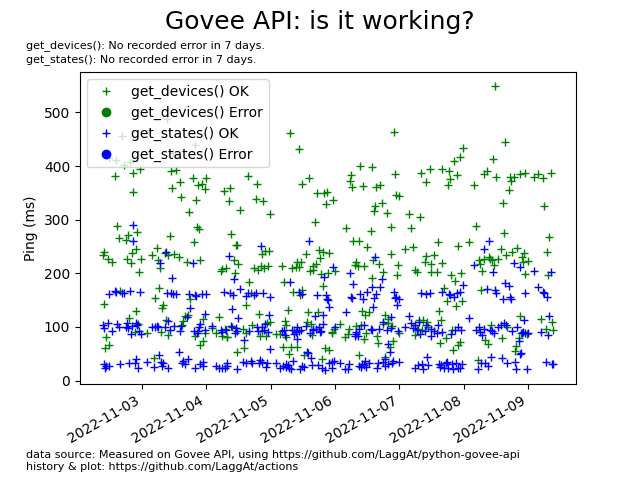 Govee API: is it working?
get_devices(): No recorded error in 7 days.
get_states(): No recorded error in 7 days.
get_devices() OK
get_devices() Error
get_states() OK
get_states() Error
Ping (ms)
500
400
300
200
100
0
2022-11-03
2022-11-04
2022-11-05
2022-11-06
2022-11-07
2022-11-08
2022-11-09
data source: Measured on Govee API, using https://github.com/LaggAt/python-govee-api
history & plot: https://github.com/LaggAt/actions